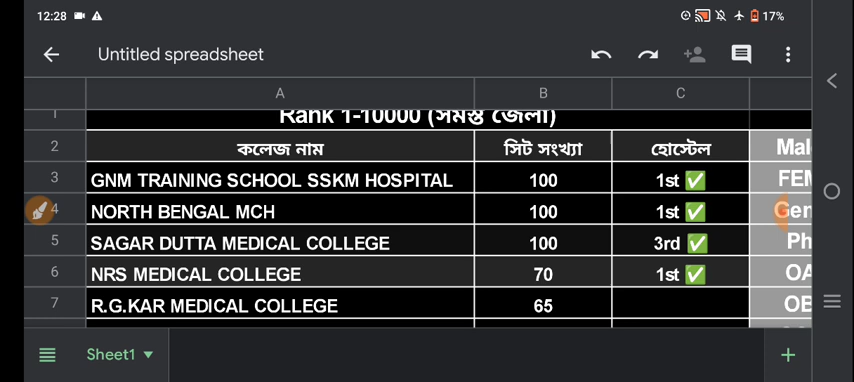 12:28 17%
Untitled spreadsheet
A B C
1 Rank 1-10000 (সমস্ত জেলা)
2 কলেজ নাম সিট সংখ্যা হোস্টেল
3 GNM TRAINING SCHOOL SSKM HOSPITAL 100 1st ✅ 
4 NORTH BENGAL MCH 100 1st ✅
5 SAGAR DUTTA MEDICAL COLLEGE 100 3rd ✅ Ph
6 NRS MEDICAL COLLEGE 70 1st ✅ OA
7 R.G.KAR MEDICAL COLLEGE 65
Sheet1